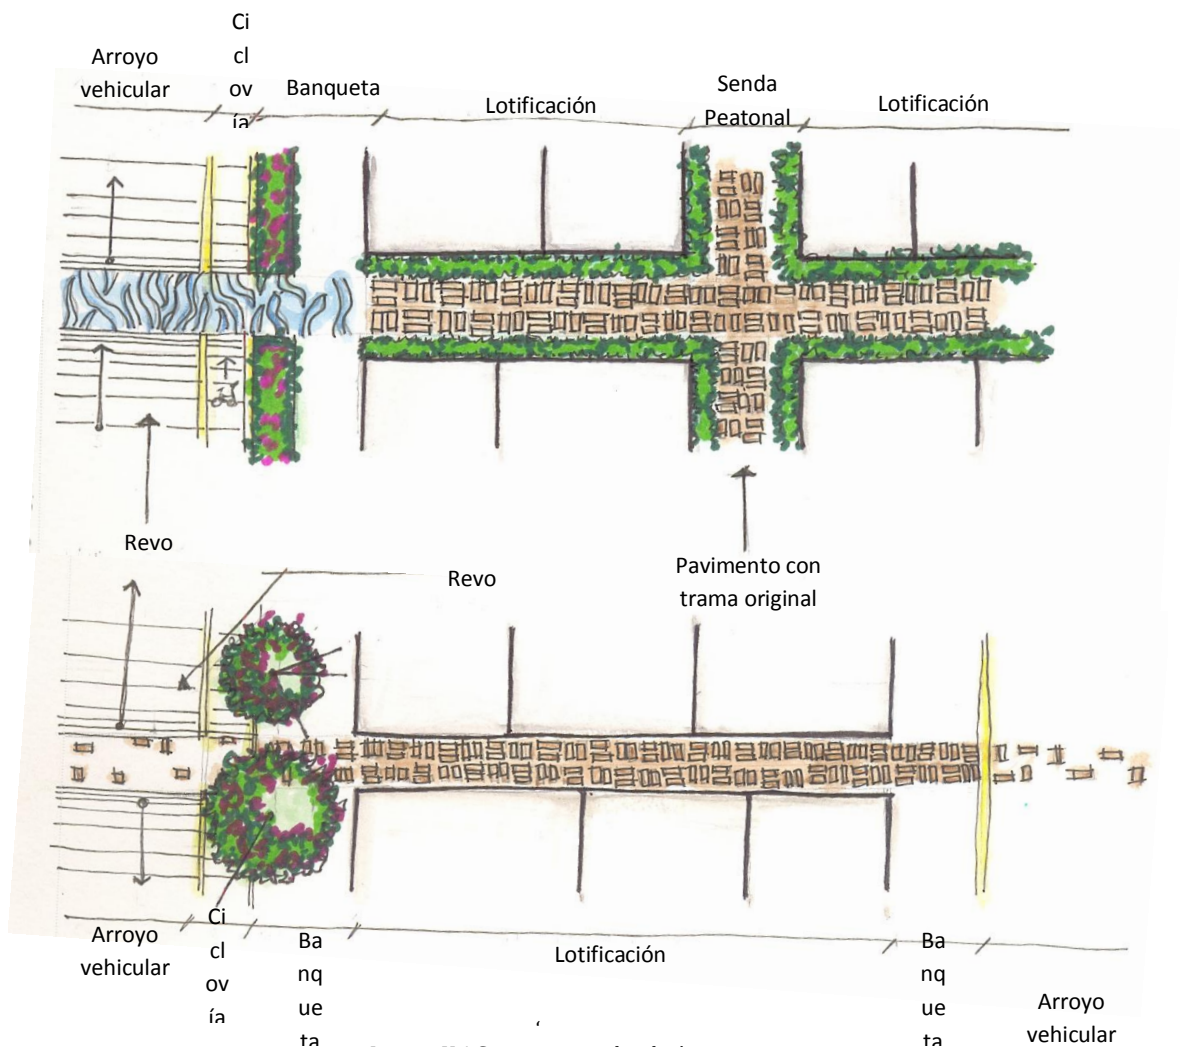 Ci
cl
ov
ía
Arroyo
vehicular
Banqueta
Lotificación
Senda
Peatonal
Lotificación
Revo
Pavimento con
trama original
Revo
Arroyo
vehicular
Ci
cl
ov
ía
Ba
nq
ue
ta
Lotificación
Ba
nq
ue
ta
Arroyo
vehicular